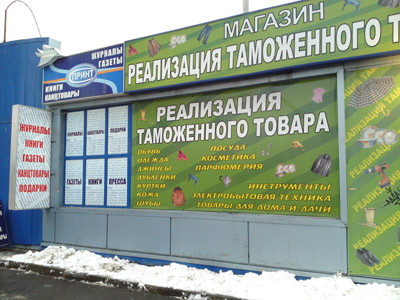 МАГАЗИН
РЕАЛИЗАЦИЯ ТАМОЖЕННОГО Т
ЖУРНАЛЫ
ГАЗЕТЫ
ПРИНТ
КНИГИ
КАНЦТОВАРЫ
ЖУРНАЛЫ
КНИГИ
ГАЗЕТЫ
КАНЦТОВАРЫ
ПОДАРКИ
ЖУРНАЛЫ
КАНЦТОВАРЫ
ПОДАРКИ
ГАЗЕТЫ
КНИГИ
ПРЕССА
РЕАЛИЗАЦИЯ
ТАМОЖЕННОГО ТОВАРА
ОБУВЬ
ОДЕЖДА
ДЖИНСЫ
ДУБЛЕНКИ
КУРТКИ
КОЖА
ШУБЫ
ПОСУДА
КОСМЕТИКА
ПАРФЮМЕРИЯ
ИНСТРУМЕНТЫ
ЭЛЕКТРОБЫТОВАЯ ТЕХНИКА
ТОВАРЫ ДЛЯ ДОМА И ДАЧИ